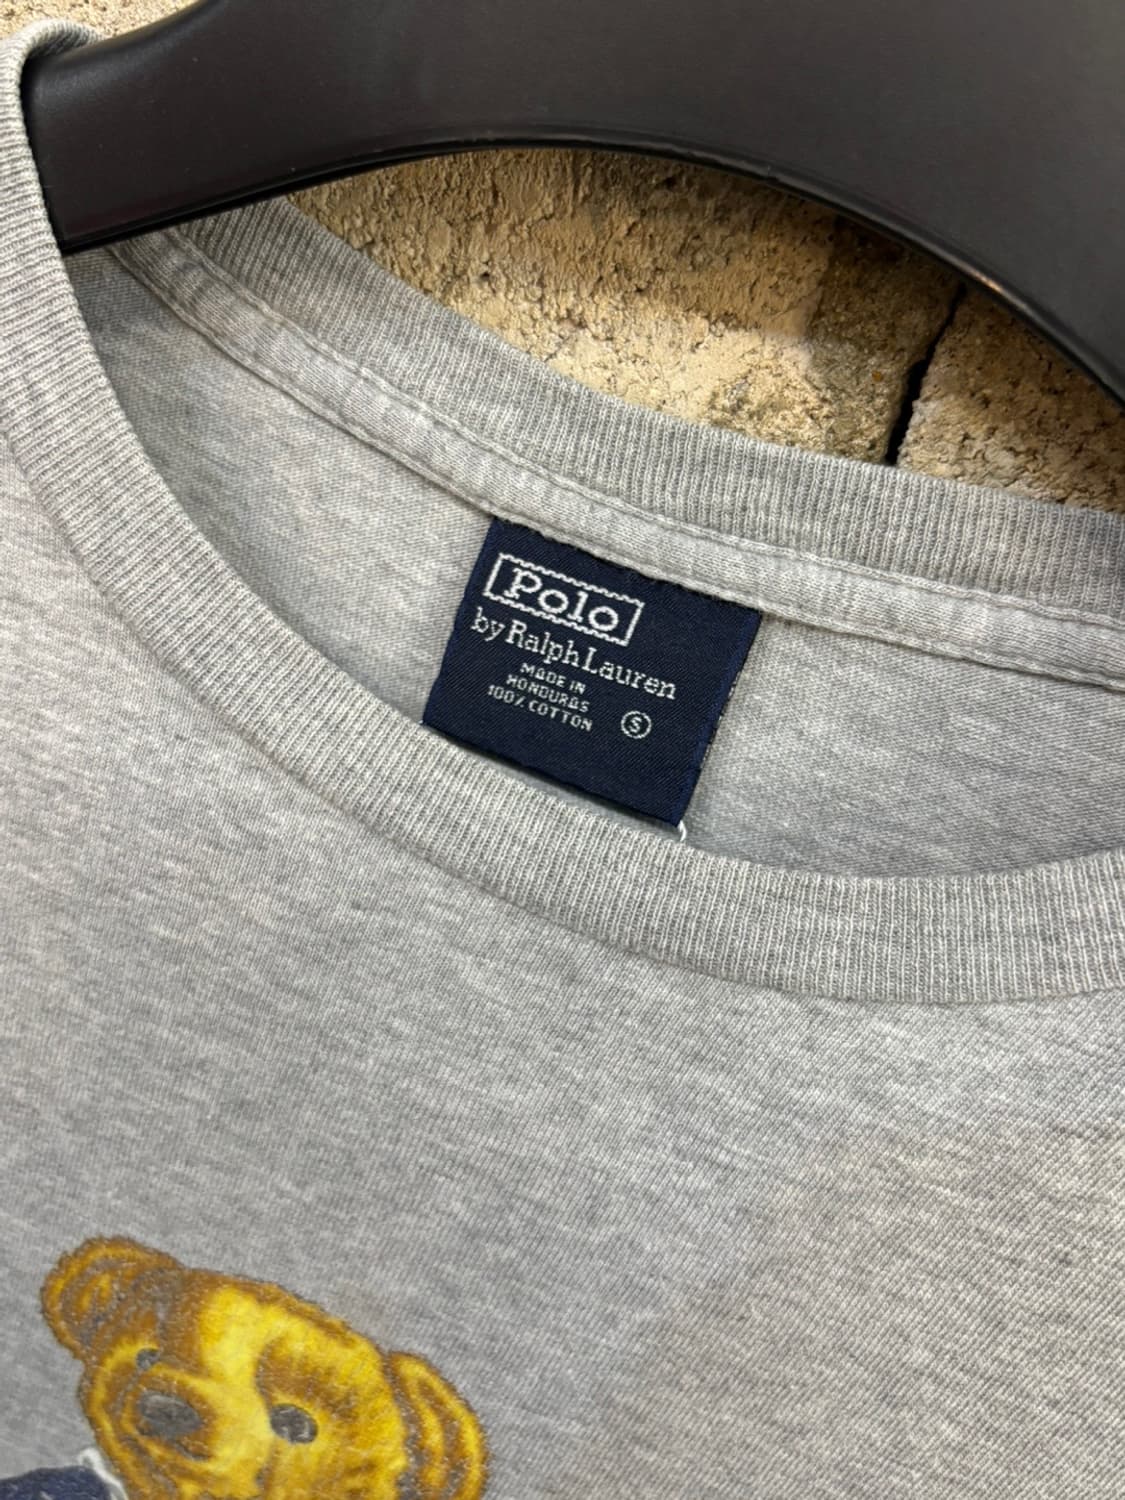 Polo
by Ralph Lauren
MADE IN
HONDURAS
100% COTTON
S